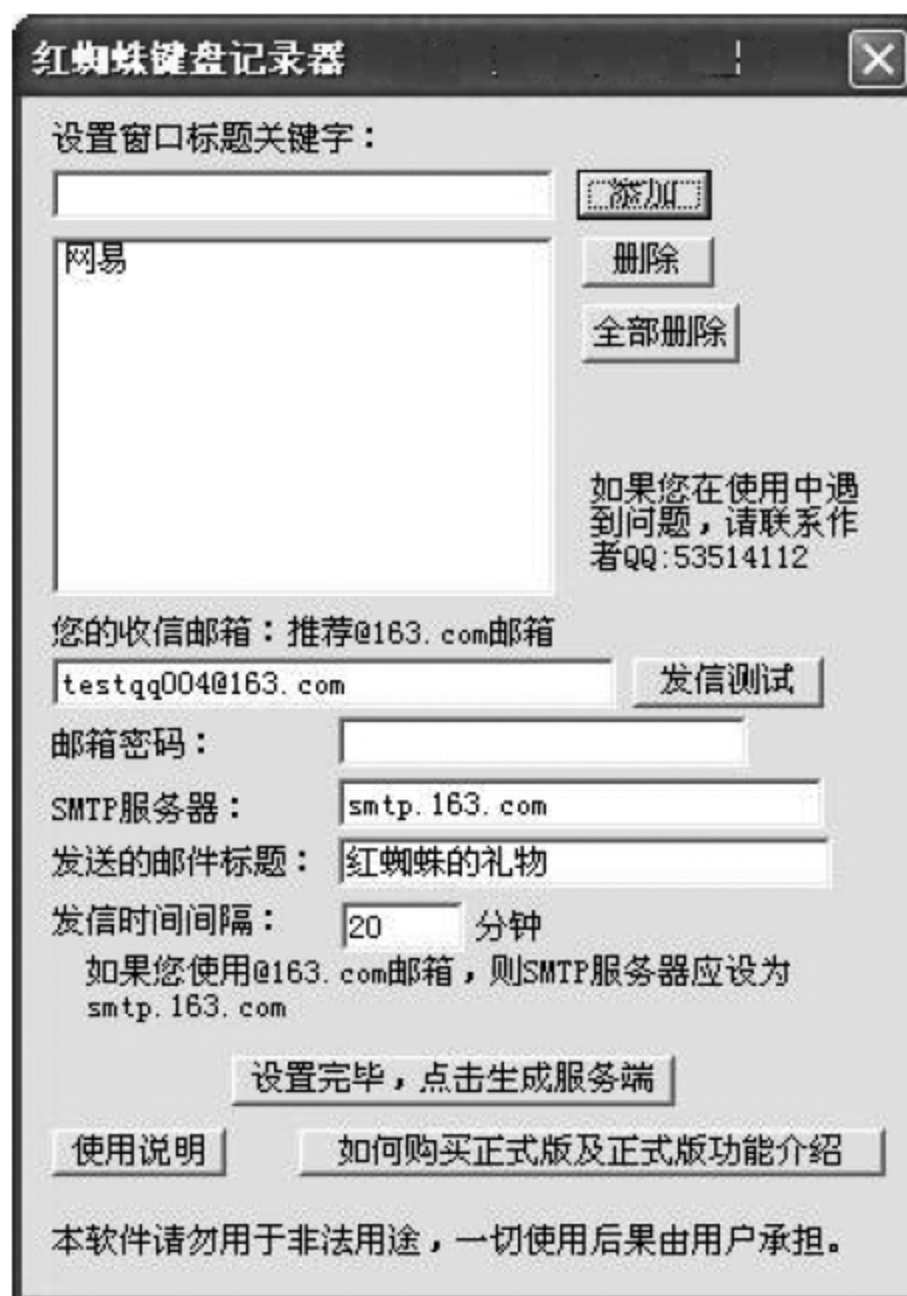 红蜘蛛键盘记录器
设置窗口标题关键字：
添加
网易
删除
全部删除
如果您在使用中遇
到问题，请联系作
者QQ:53514112
您的收信邮箱：推荐@163.com邮箱
testqq004@163.com
发信测试
邮箱密码：
SMTP服务器：
smtp.163.com
发送的邮件标题：
红蜘蛛的礼物
发信时间间隔：
20
分钟
如果您使用@163.com邮箱，则SMTP服务器应设为
smtp.163.com
设置完毕，点击生成服务端
使用说明
如何购买正式版及正式版功能介绍
本软件请勿用于非法用途，一切使用后果由用户承担。